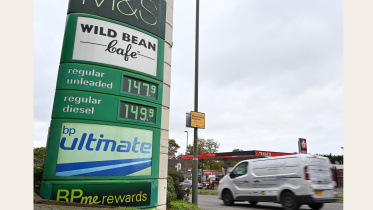 M&S
WILD BEAN
Cafe
regular
unleaded 147.9
regular
diesel 149.9
bp
ultimate
BPme rewards